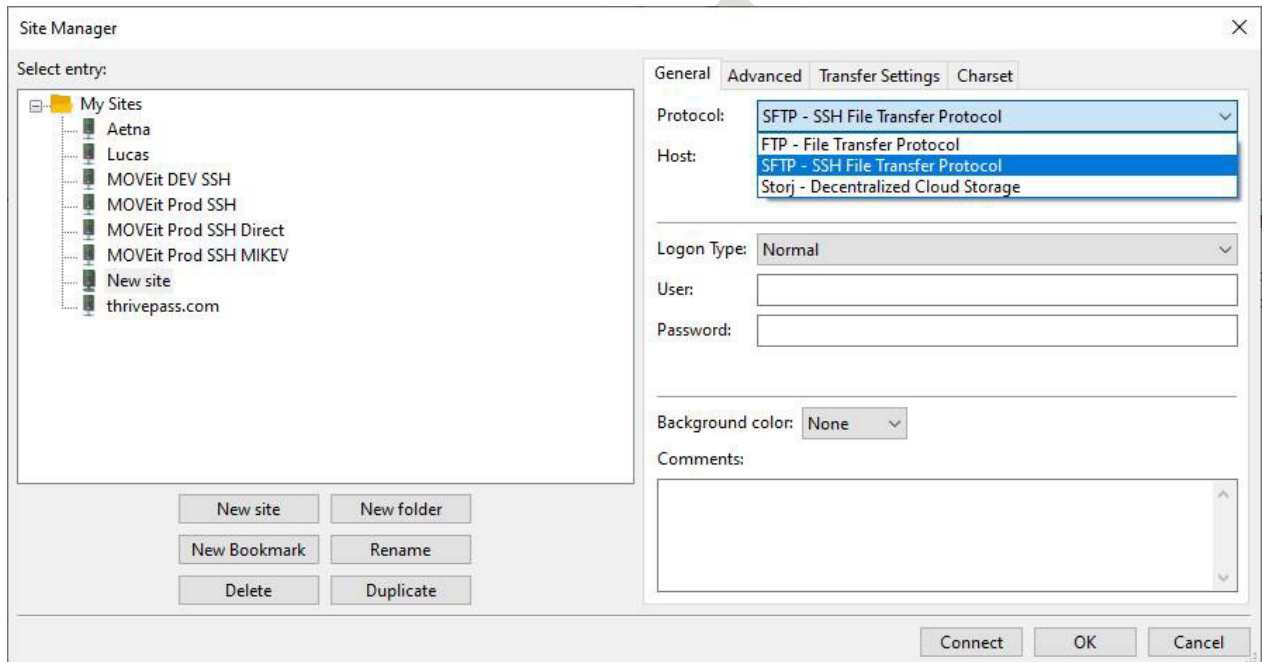 Site Manager
Select entry:
My Sites
Aetna
Lucas
MOVEit DEV SSH
MOVEit Prod SSH
MOVEit Prod SSH Direct
MOVEit Prod SSH MIKEV
New site
thrivepass.com
New site
New folder
New Bookmark
Rename
Delete
Duplicate
General
Advanced
Transfer Settings
Charset
Protocol:
SFTP - SSH File Transfer Protocol
FTP - File Transfer Protocol
SFTP - SSH File Transfer Protocol
Storj - Decentralized Cloud Storage
Host:
Logon Type:
Normal
User:
Password:
Background color:
None
Comments:
Connect
OK
Cancel